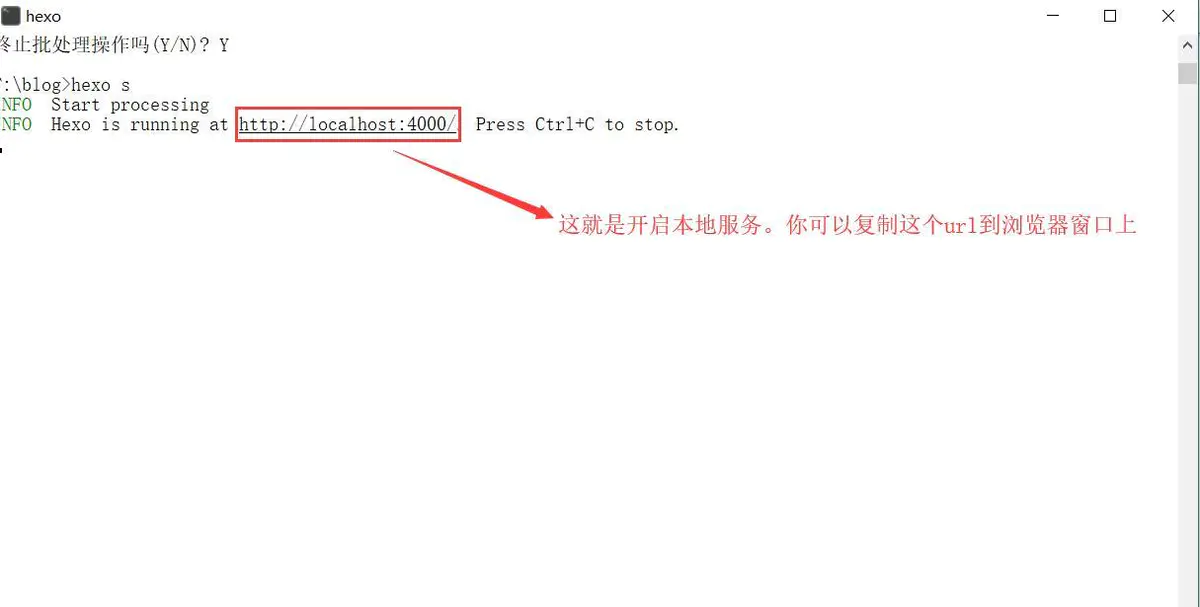 hexo
终止批处理操作吗(Y/N)? Y
:\blog>hexo s
NFO Start processing
NFO Hexo is running at http://localhost:4000/. Press Ctrl+C to stop.
这就是开启本地服务。你可以复制这个url到浏览器窗口上